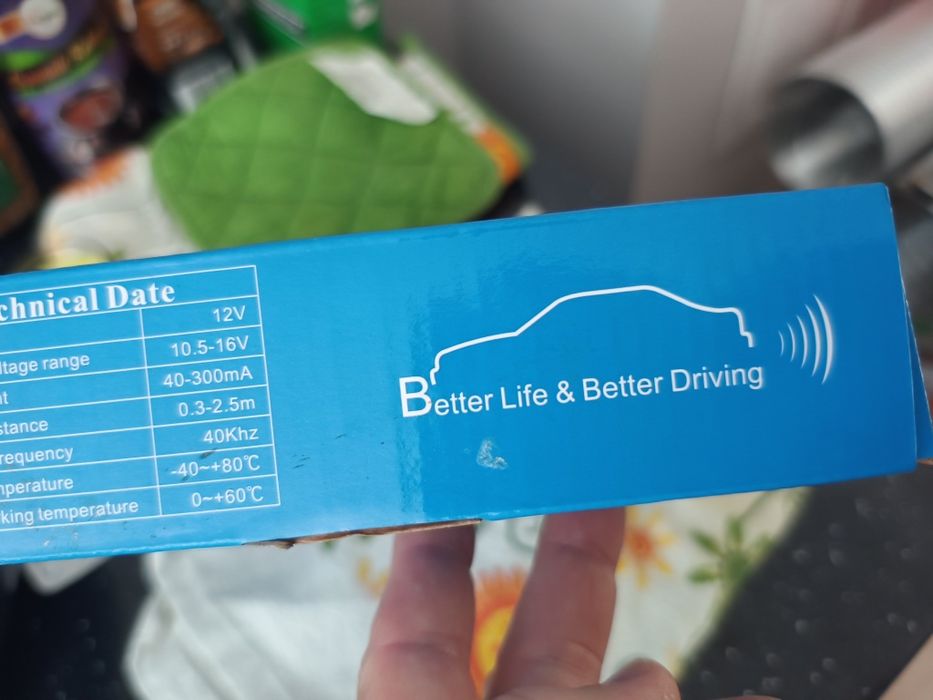 chnical Date
12V
ltage range 10.5-16V
nt 40-300mA
stance 0.3-2.5m
requency 40Khz
mperature -40~+80℃
king temperature 0~+60℃
Better Life & Better Driving